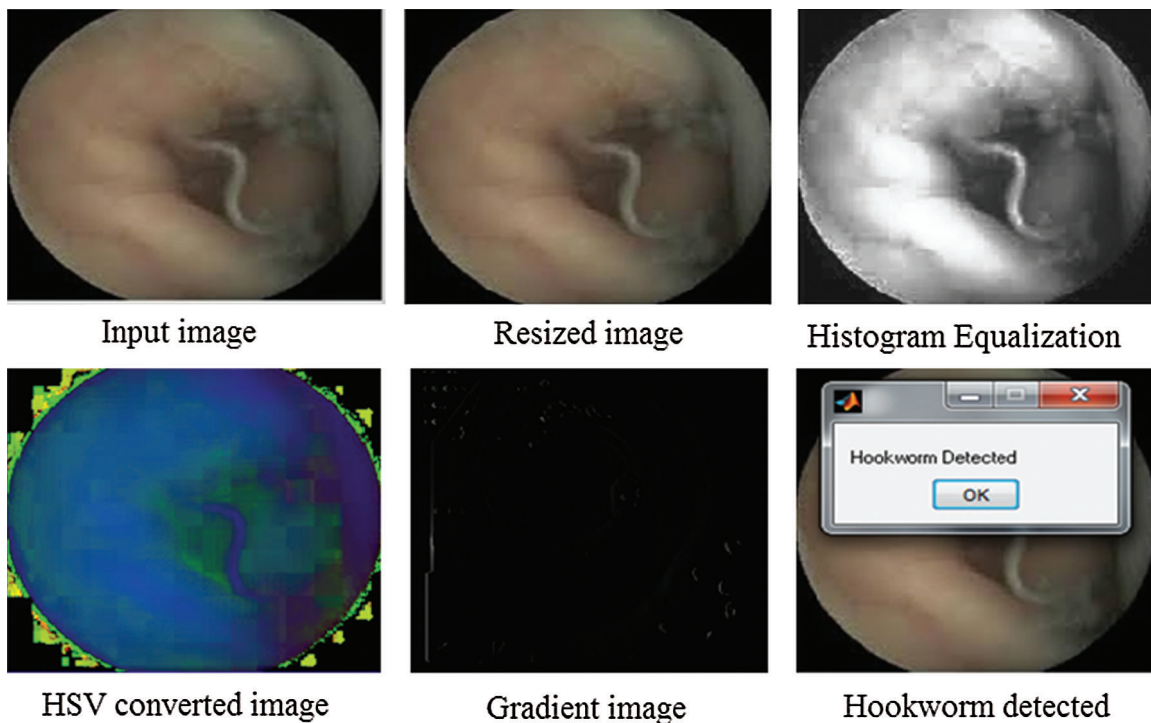 Input image
Resized image
Histogram Equalization
Hookworm Detected
OK
HSV converted image
Gradient image
Hookworm detected